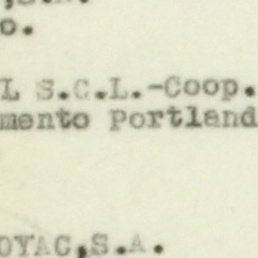 o.
L S.C.L.-Coop.
mento Portland
OYAC,S.A.